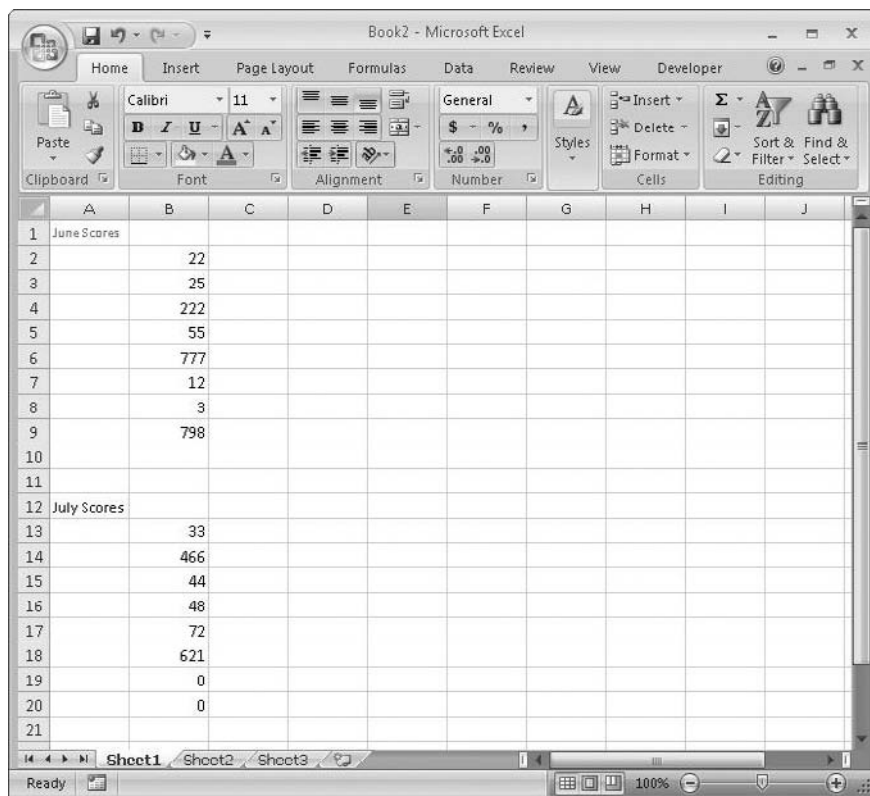 Book2 - Microsoft Excel
Home Insert Page Layout Formulas Data Review View Developer
Paste
Clipboard
Calibri 11
B I U A A
A
Font
Alignment
General
$ - % ,
.0 .00 .00 .0
Number
A
Styles
Insert
Delete
Format
Cells
Σ
A Z
Sort & Filter
Find & Select
Editing
A B C D E F G H I J
1 June Scores
2 22
3 25
4 222
5 55
6 777
7 12
8 3
9 798
10
11
12 July Scores
13 33
14 466
15 44
16 48
17 72
18 621
19 0
20 0
21
Sheet1 Sheet2 Sheet3
Ready 100%